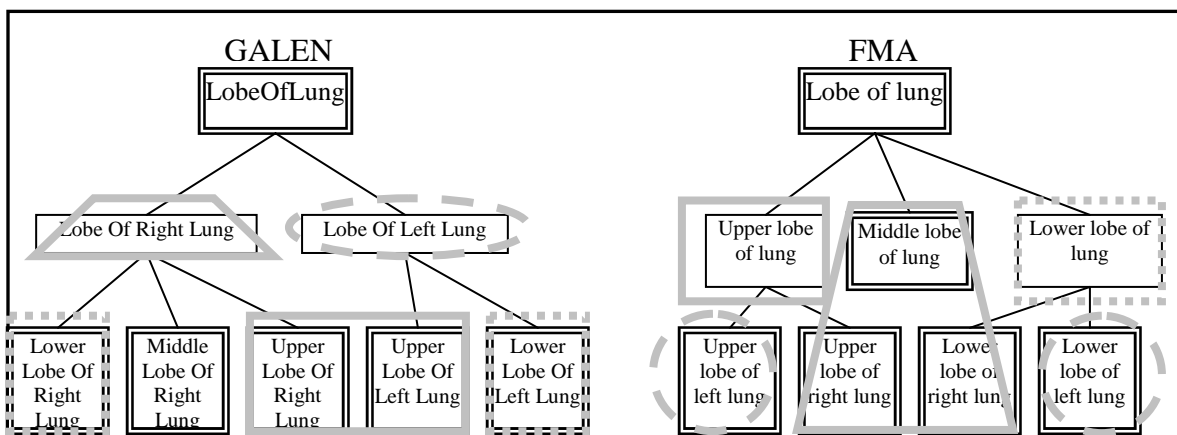 GALEN
LobeOfLung
Lobe Of Right Lung
Lobe Of Left Lung
Lower
Lobe Of
Right
Lung
Middle
Lobe Of
Right
Lung
Upper
Lobe Of
Right
Lung
Upper
Lobe Of
Left Lung
Lower
Lobe Of
Left Lung
FMA
Lobe of lung
Upper lobe
of lung
Middle lobe
of lung
Lower lobe of
lung
Upper
lobe of
left lung
Upper
lobe of
right lung
Lower
lobe of
right lung
Lower
lobe of
left lung